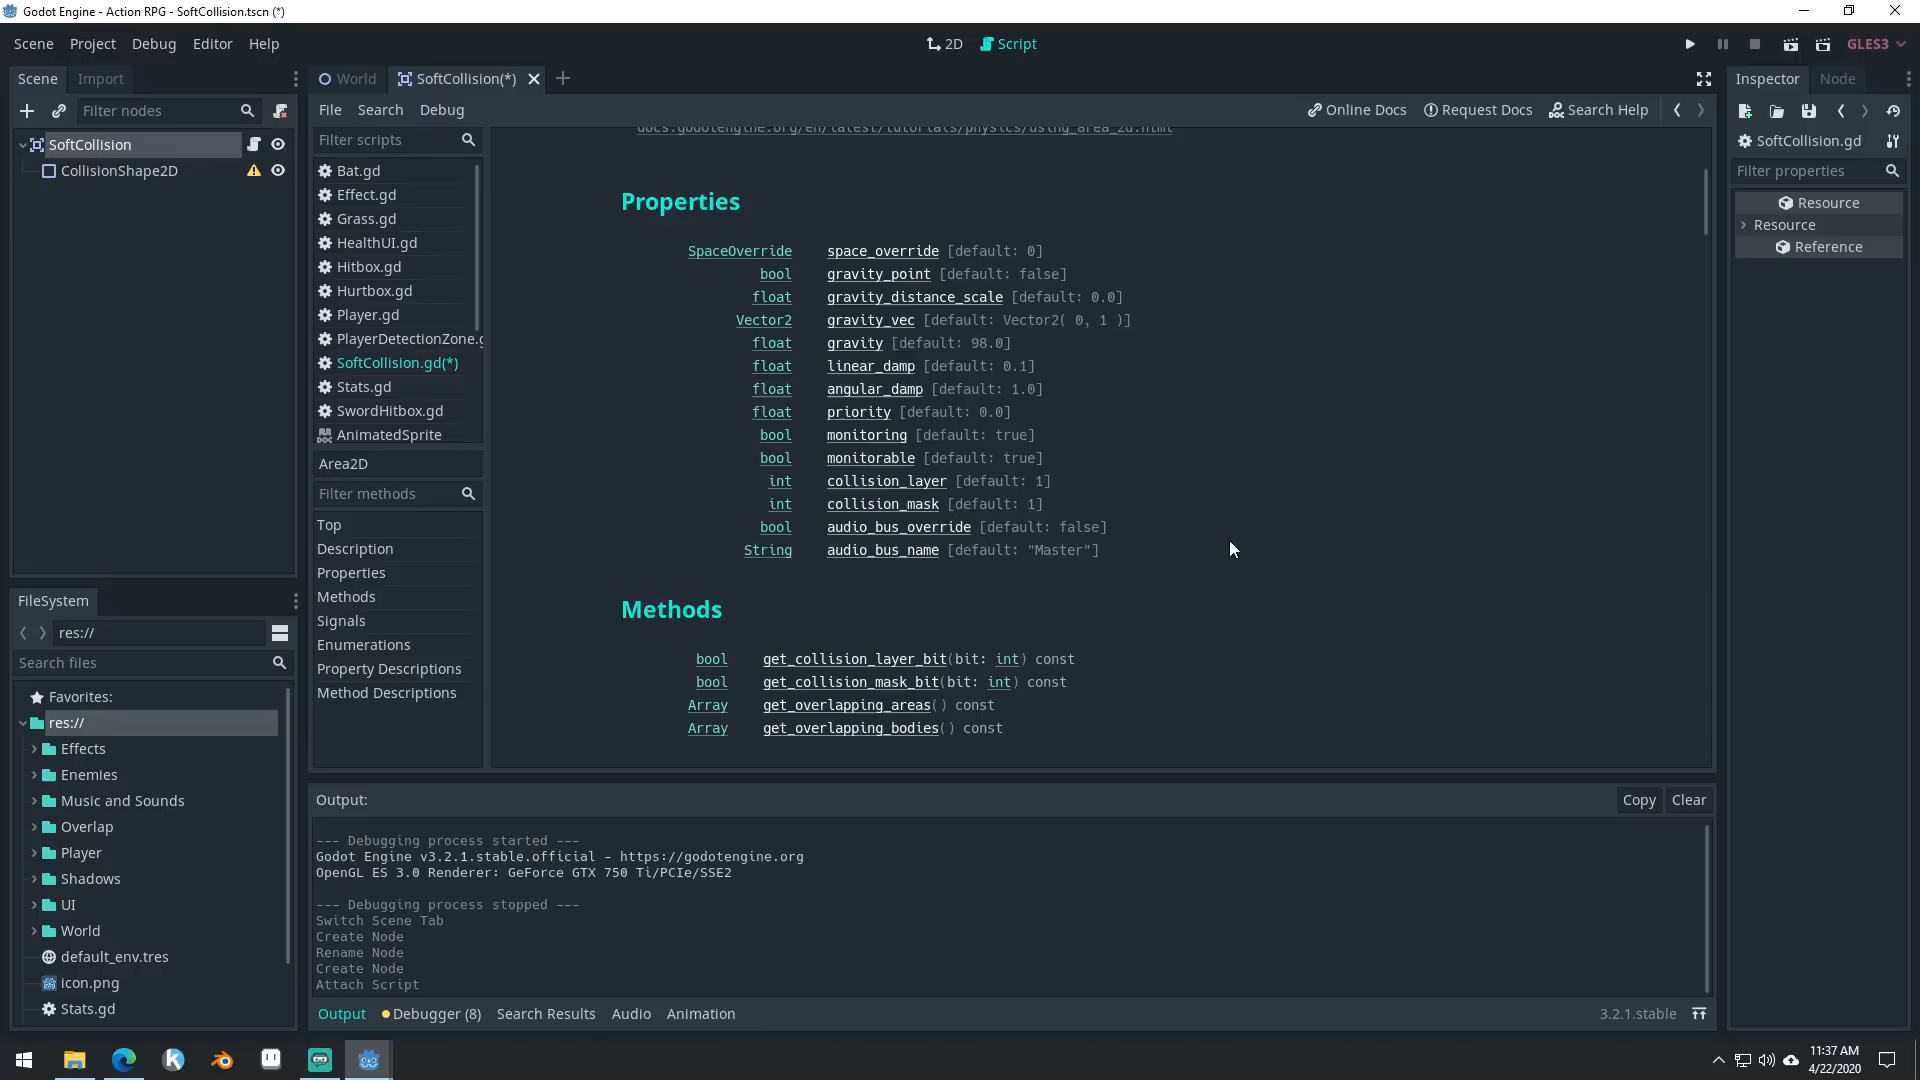 Godot Engine - Action RPG - SoftCollision.tscn (*)
Scene Project Debug Editor Help
2D Script
GLES3
Scene Import
Filter nodes
SoftCollision
CollisionShape2D
FileSystem
res://
Search files
Favorites:
res://
Effects
Enemies
Music and Sounds
Overlap
Player
Shadows
UI
World
default_env.tres
icon.png
Stats.gd
World SoftCollision(*)
File Search Debug
Online Docs Request Docs Search Help
Filter scripts
Bat.gd
Effect.gd
Grass.gd
HealthUI.gd
Hitbox.gd
Hurtbox.gd
Player.gd
PlayerDetectionZone.g
SoftCollision.gd(*)
Stats.gd
SwordHitbox.gd
AnimatedSprite
Area2D
Filter methods
Top
Description
Properties
Methods
Signals
Enumerations
Property Descriptions
Method Descriptions
docs.godotengine.org/en/latest/tutorials/physics/using_area_2d.html
Properties
SpaceOverride space_override [default: 0]
bool gravity_point [default: false]
float gravity_distance_scale [default: 0.0]
Vector2 gravity_vec [default: Vector2( 0, 1 )]
float gravity [default: 98.0]
float linear_damp [default: 0.1]
float angular_damp [default: 1.0]
float priority [default: 0.0]
bool monitoring [default: true]
bool monitorable [default: true]
int collision_layer [default: 1]
int collision_mask [default: 1]
bool audio_bus_override [default: false]
String audio_bus_name [default: "Master"]
Methods
bool get_collision_layer_bit(bit: int) const
bool get_collision_mask_bit(bit: int) const
Array get_overlapping_areas() const
Array get_overlapping_bodies() const
Output:
Copy Clear
--- Debugging process started ---
Godot Engine v3.2.1.stable.official - https://godotengine.org
OpenGL ES 3.0 Renderer: GeForce GTX 750 Ti/PCIe/SSE2
--- Debugging process stopped ---
Switch Scene Tab
Create Node
Rename Node
Create Node
Attach Script
Output Debugger (8) Search Results Audio Animation
3.2.1.stable
Inspector Node
SoftCollision.gd
Filter properties
Resource
Resource
Reference
11:37 AM
4/22/2020